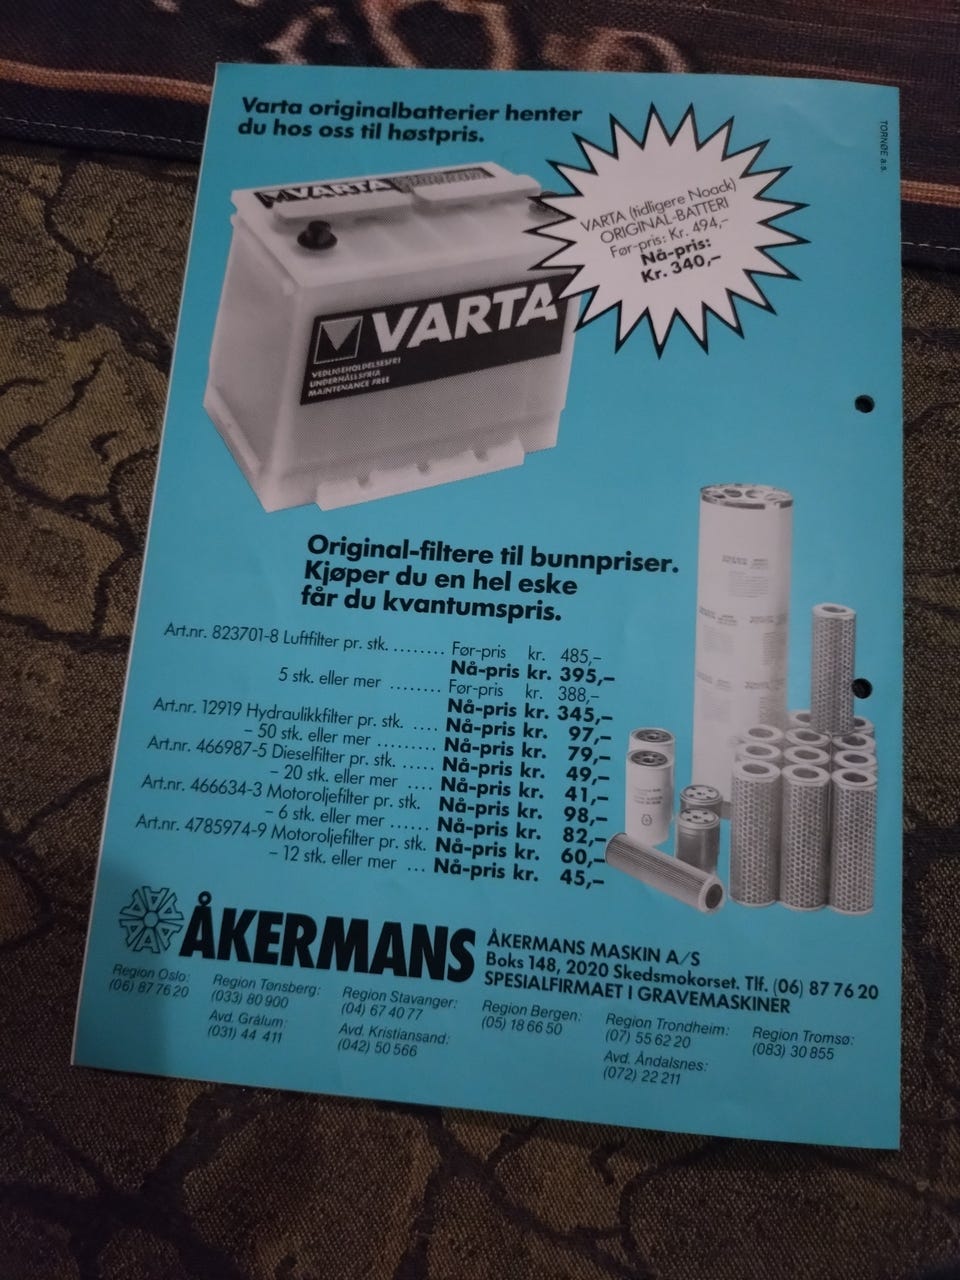 Varta originalbatterier henter
du hos oss til høstpris.
TORNØE a.s.
VARTA
VARTA (tidligere Noack)
ORIGINAL-BATTERI
Før-pris: Kr. 494,–
Nå-pris:
Kr. 340,–
VARTA
VEDLIGEHOLDELSESFRI
UNDERHÅLLSFRIA
MAINTENANCE FREE
Original-filtere til bunnpriser.
Kjøper du en hel eske
får du kvantumspris.
Art.nr. 823701-8 Luftfilter pr. stk. ........ Før-pris kr. 485,–
Nå-pris kr. 395,–
5 stk. eller mer ........ Før-pris kr. 388,–
Nå-pris kr. 345,–
Art.nr. 12919 Hydraulikkfilter pr. stk. .... Nå-pris kr. 97,–
– 50 stk. eller mer ......... Nå-pris kr. 79,–
Art.nr. 466987-5 Dieselfilter pr. stk. ..... Nå-pris kr. 49,–
– 20 stk. eller mer .... Nå-pris kr. 41,–
Art.nr. 466634-3 Motoroljefilter pr. stk. Nå-pris kr. 98,–
– 6 stk. eller mer ...... Nå-pris kr. 82,–
Art.nr. 4785974-9 Motoroljefilter pr. stk. Nå-pris kr. 60,–
– 12 stk. eller mer ... Nå-pris kr. 45,–
ÅKERMANS
ÅKERMANS MASKIN A/S
Boks 148, 2020 Skedsmokorset. Tlf. (06) 87 76 20
SPESIALFIRMAET I GRAVEMASKINER
Region Oslo:
(06) 87 76 20
Region Tønsberg:
(033) 80 900
Avd. Grålum:
(031) 44 411
Region Stavanger:
(04) 67 40 77
Avd. Kristiansand:
(042) 50 566
Region Bergen:
(05) 18 66 50
Region Trondheim:
(07) 55 62 20
Avd. Åndalsnes:
(072) 22 211
Region Tromsø:
(083) 30 855